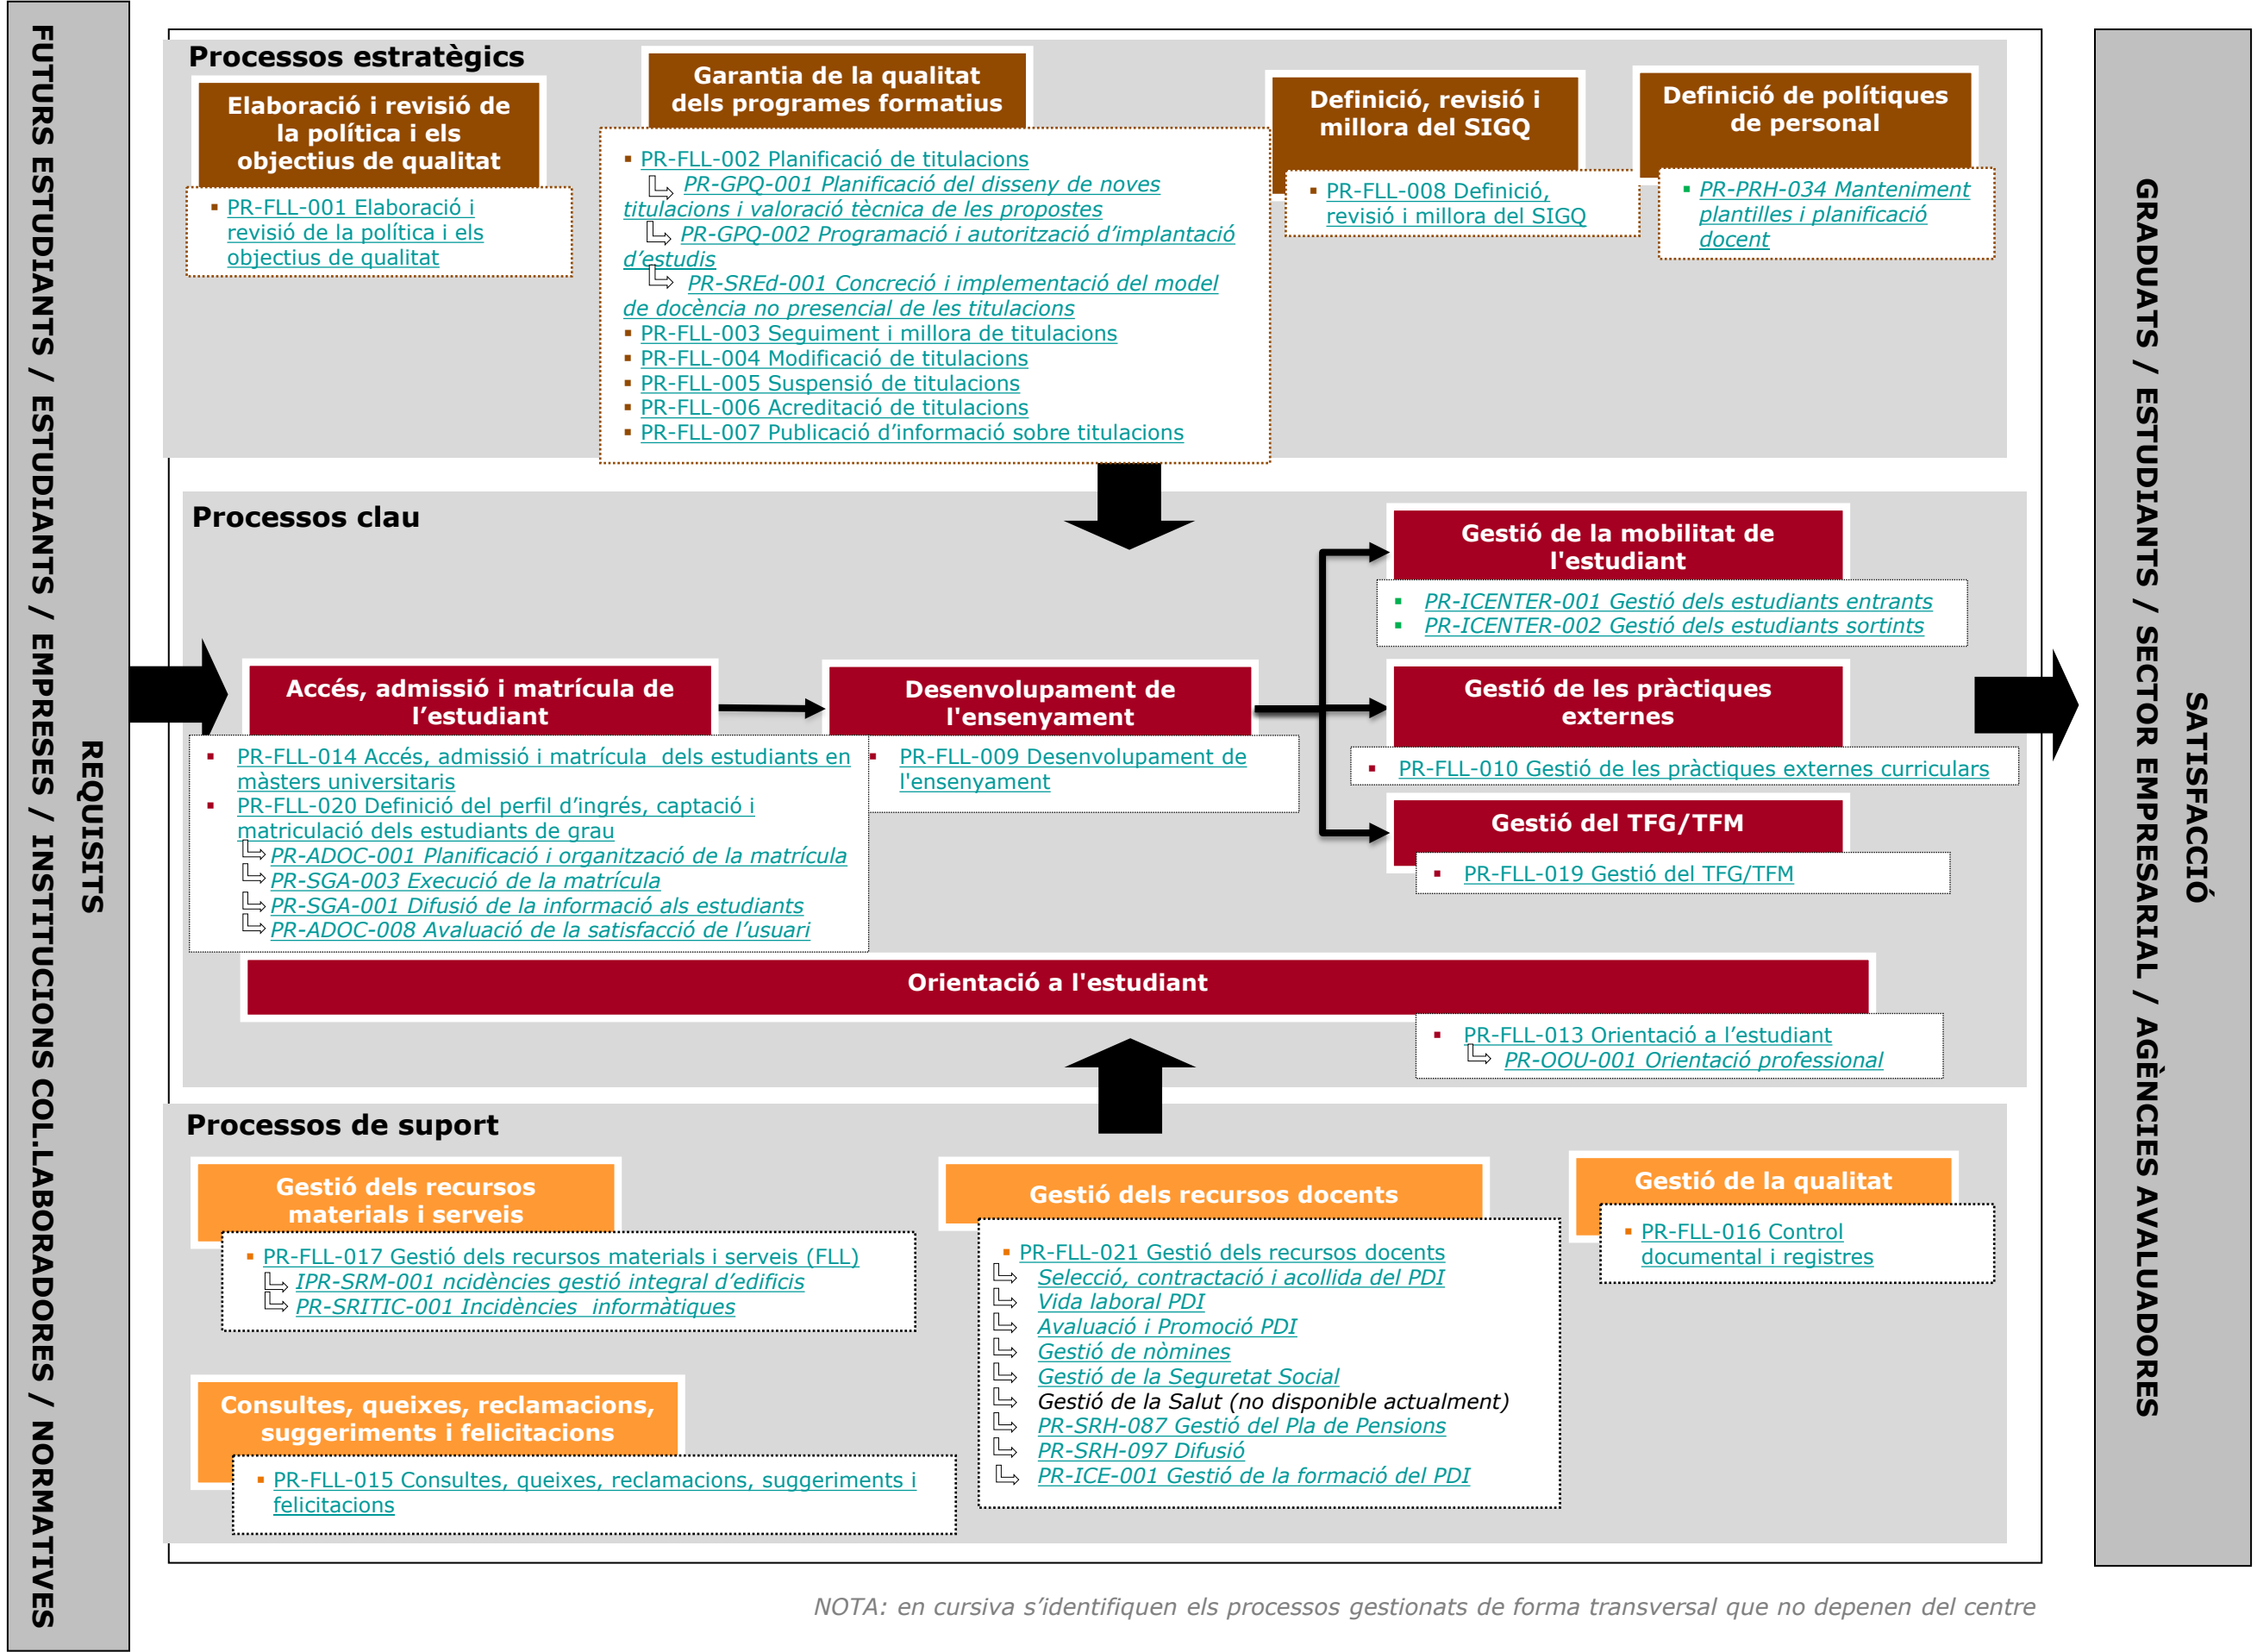 FUTURS ESTUDIANTS / ESTUDIANTS / EMPRESES / INSTITUCIONS COL.LABORADORES / NORMATIVES
REQUISITS
Processos estratègics
Elaboració i revisió de
la política i els
objectius de qualitat
PR-FLL-001 Elaboració i
revisió de la política i els
objectius de qualitat
Garantia de la qualitat
dels programes formatius
PR-FLL-002 Planificació de titulacions
PR-GPQ-001 Planificació del disseny de noves
titulacions i valoració tècnica de les propostes
PR-GPQ-002 Programació i autorització d’implantació
d’estudis
PR-SREd-001 Concreció i implementació del model
de docència no presencial de les titulacions
PR-FLL-003 Seguiment i millora de titulacions
PR-FLL-004 Modificació de titulacions
PR-FLL-005 Suspensió de titulacions
PR-FLL-006 Acreditació de titulacions
PR-FLL-007 Publicació d’informació sobre titulacions
Definició, revisió i
millora del SIGQ
PR-FLL-008 Definició,
revisió i millora del SIGQ
Definició de polítiques
de personal
PR-PRH-034 Manteniment
plantilles i planificació
docent
Processos clau
Accés, admissió i matrícula de
l’estudiant
PR-FLL-014 Accés, admissió i matrícula  dels estudiants en
màsters universitaris
PR-FLL-020 Definició del perfil d’ingrés, captació i
matriculació dels estudiants de grau
PR-ADOC-001 Planificació i organització de la matrícula
PR-SGA-003 Execució de la matrícula
PR-SGA-001 Difusió de la informació als estudiants
PR-ADOC-008 Avaluació de la satisfacció de l’usuari
Desenvolupament de
l'ensenyament
PR-FLL-009 Desenvolupament de
l'ensenyament
Gestió de la mobilitat de
l'estudiant
PR-ICENTER-001 Gestió dels estudiants entrants
PR-ICENTER-002 Gestió dels estudiants sortints
Gestió de les pràctiques
externes
PR-FLL-010 Gestió de les pràctiques externes curriculars
Gestió del TFG/TFM
PR-FLL-019 Gestió del TFG/TFM
Orientació a l'estudiant
PR-FLL-013 Orientació a l’estudiant
PR-OOU-001 Orientació professional
Processos de suport
Gestió dels recursos
materials i serveis
PR-FLL-017 Gestió dels recursos materials i serveis (FLL)
IPR-SRM-001 ncidències gestió integral d’edificis
PR-SRITIC-001 Incidències  informàtiques
Consultes, queixes, reclamacions,
suggeriments i felicitacions
PR-FLL-015 Consultes, queixes, reclamacions, suggeriments i
felicitacions
Gestió dels recursos docents
PR-FLL-021 Gestió dels recursos docents
Selecció, contractació i acollida del PDI
Vida laboral PDI
Avaluació i Promoció PDI
Gestió de nòmines
Gestió de la Seguretat Social
Gestió de la Salut (no disponible actualment)
PR-SRH-087 Gestió del Pla de Pensions
PR-SRH-097 Difusió
PR-ICE-001 Gestió de la formació del PDI
Gestió de la qualitat
PR-FLL-016 Control
documental i registres
SATISFACCIÓ
GRADUATS / ESTUDIANTS / SECTOR EMPRESARIAL / AGÈNCIES AVALUADORES
NOTA: en cursiva s’identifiquen els processos gestionats de forma transversal que no depenen del centre